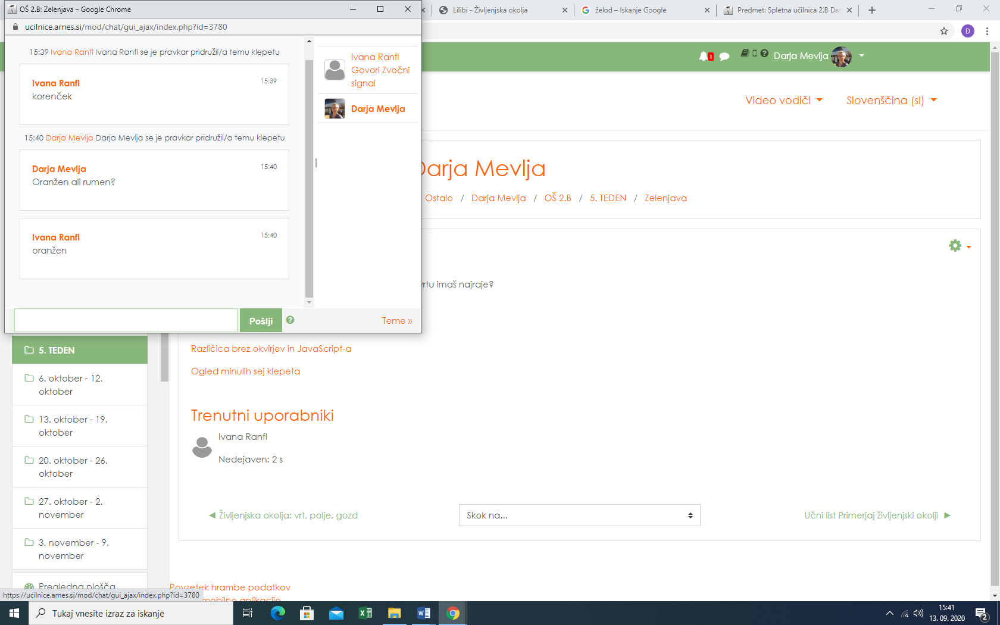 OŠ 2.B: Zelenjava – Google Chrome
Lilibi - Življenjska okolja
želod – Iskanje Google
Predmet: Spletna učilnica 2.B Dar
ucilnice.arnes.si/mod/chat/gui_ajax/index.php?id=3780
D
15:39 Ivana Ranfl Ivana Ranfl se je pravkar pridružil/a temu klepetu
Ivana Ranfl
15:39
korenček
15:40 Darja Mevlja Darja Mevlja se je pravkar pridružil/a temu klepetu
Darja Mevlja
15:40
Oranžen ali rumen?
Ivana Ranfl
15:40
oranžen
Ivana Ranfl
Govori Zvočni
signal
Darja Mevlja
Pošlji
Teme »
1
Darja Mevlja
Video vodiči
Slovenščina (sl)
Darja Mevlja
Ostalo / Darja Mevlja / OŠ 2.B / 5. TEDEN / Zelenjava
vrtu imaš najraje?
Različica brez okvirjev in JavaScript-a
Ogled minulih sej klepeta
Trenutni uporabniki
Ivana Ranfl
Nedejaven: 2 s
◄ Življenjska okolja: vrt, polje, gozd
Skok na...
Učni list Primerjaj življenjski okolji ►
5. TEDEN
6. oktober - 12.
oktober
13. oktober - 19.
oktober
20. oktober - 26.
oktober
27. oktober - 2.
november
3. november - 9.
november
Pregledna plošča
Povzetek hrambe podatkov
mobilno aplikacijo
https://ucilnice.arnes.si/mod/chat/gui_ajax/index.php?id=3780
Tukaj vnesite izraz za iskanje
15:41
13. 09. 2020
2